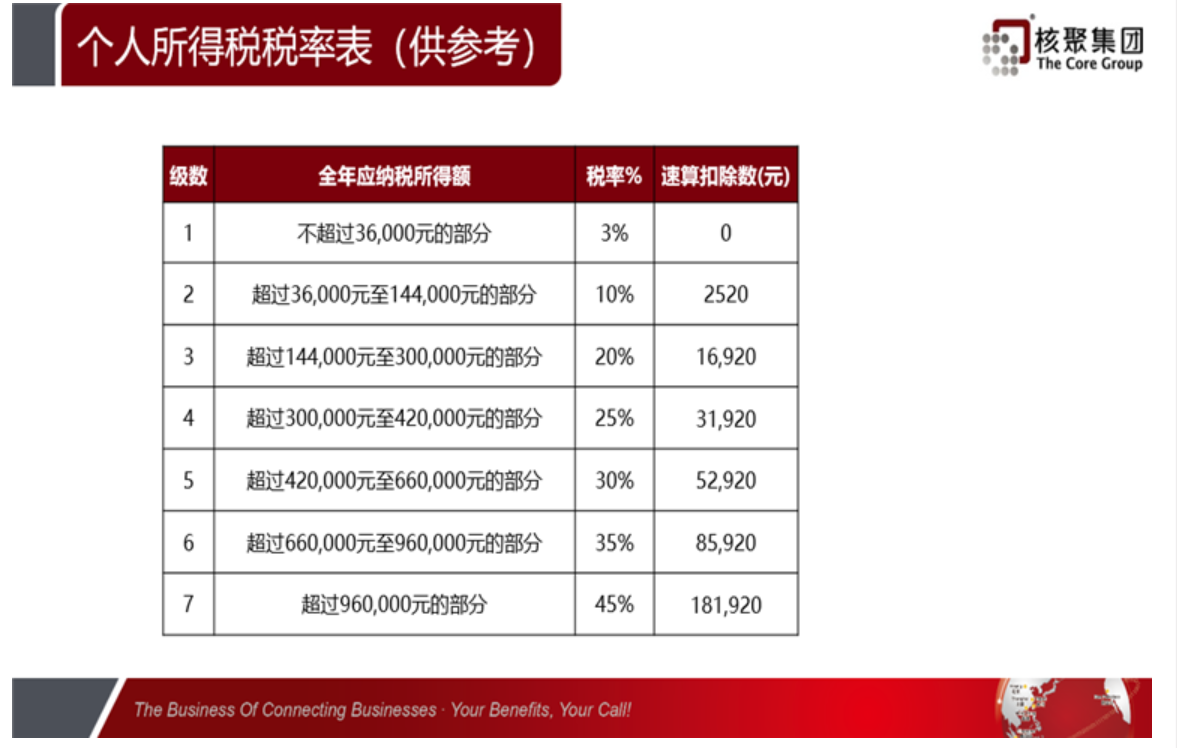 个人所得税税率表（供参考）
核聚集团
The Core Group
级数 全年应纳税所得额 税率% 速算扣除数(元)
1 不超过36,000元的部分 3% 0
2 超过36,000元至144,000元的部分 10% 2520
3 超过144,000元至300,000元的部分 20% 16,920
4 超过300,000元至420,000元的部分 25% 31,920
5 超过420,000元至660,000元的部分 30% 52,920
6 超过660,000元至960,000元的部分 35% 85,920
7 超过960,000元的部分 45% 181,920
The Business Of Connecting Businesses · Your Benefits, Your Call!